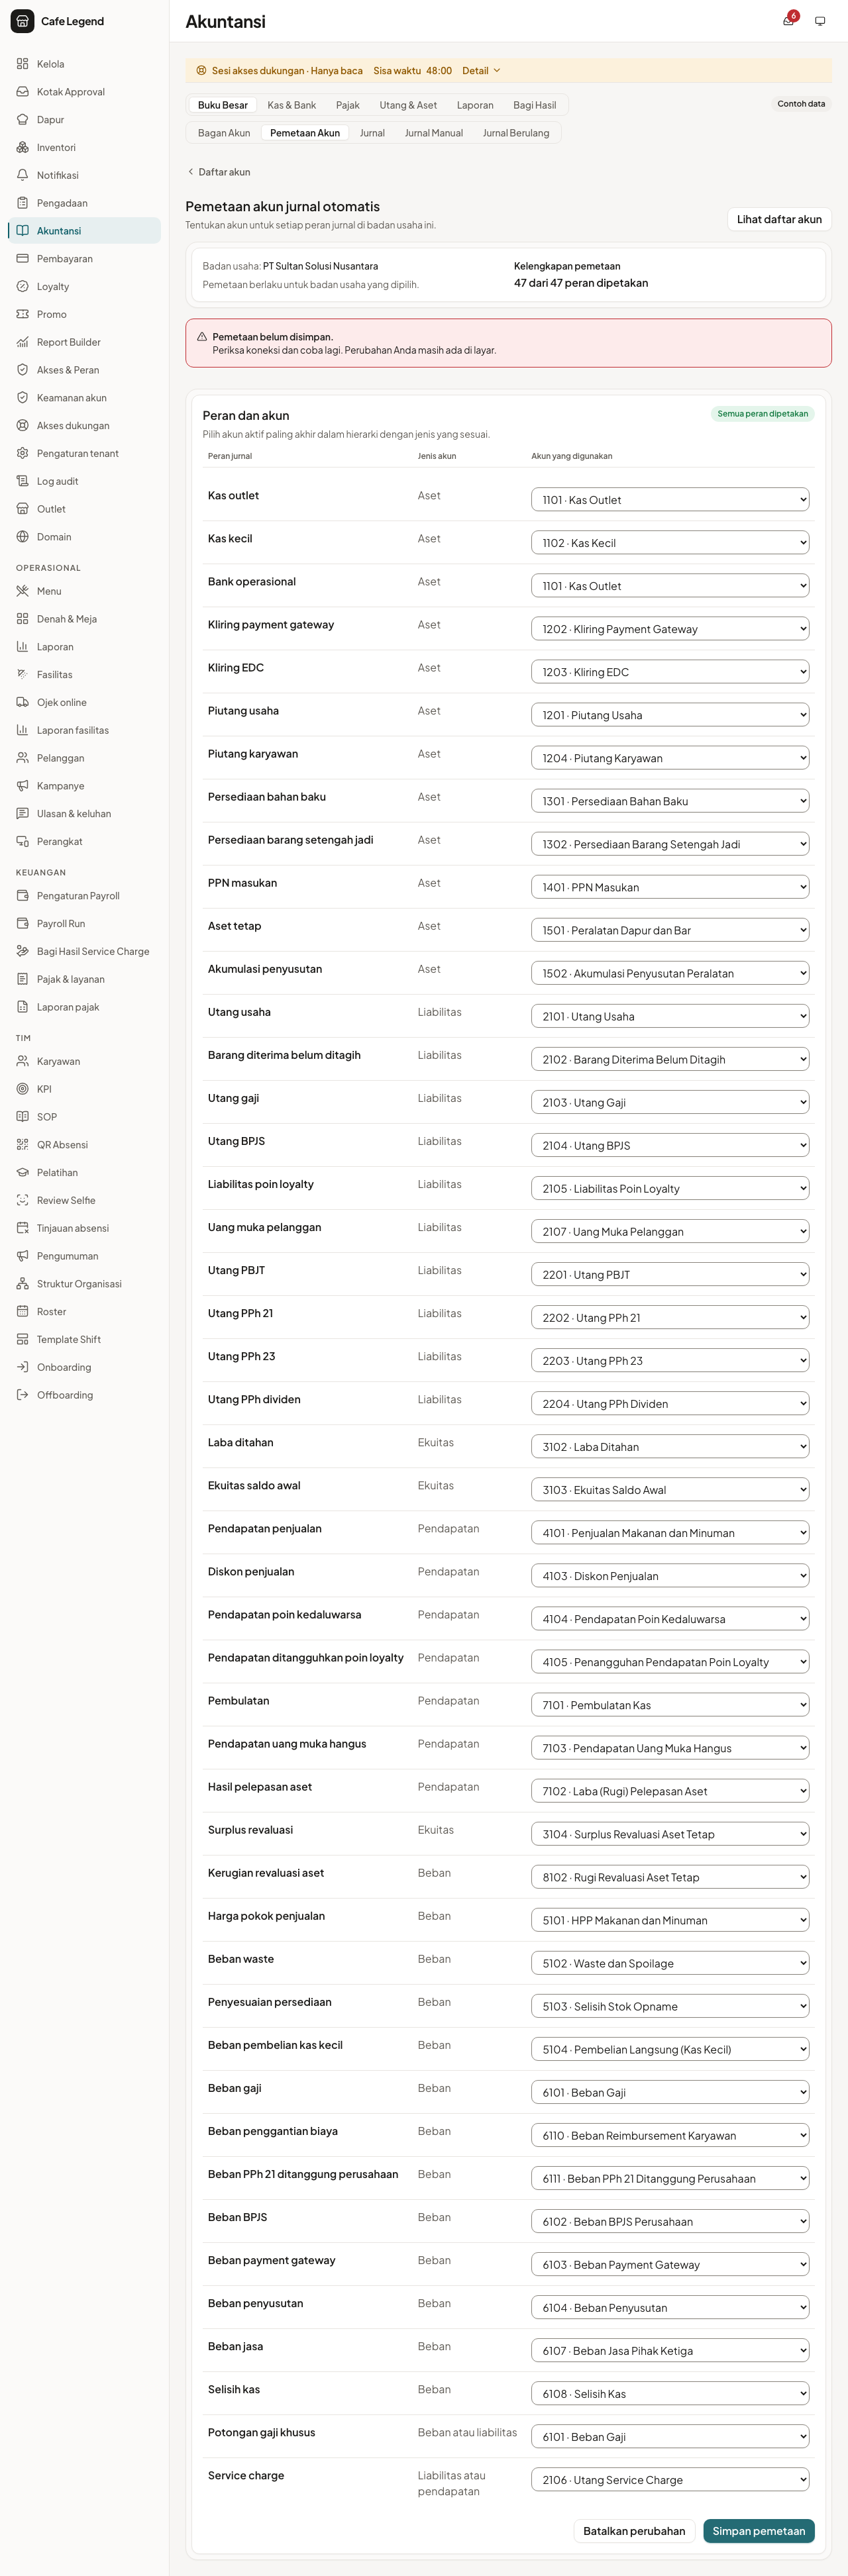 Cafe Legend
Kelola
Kotak Approval
Dapur
Inventori
Notifikasi
Pengadaan
Akuntansi
Pembayaran
Loyalty
Promo
Report Builder
Akses & Peran
Keamanan akun
Akses dukungan
Pengaturan tenant
Log audit
Outlet
Domain
OPERASIONAL
Menu
Denah & Meja
Laporan
Fasilitas
Ojek online
Laporan fasilitas
Pelanggan
Kampanye
Ulasan & keluhan
Perangkat
KEUANGAN
Pengaturan Payroll
Payroll Run
Bagi Hasil Service Charge
Pajak & layanan
Laporan pajak
TIM
Karyawan
KPI
SOP
QR Absensi
Pelatihan
Review Selfie
Tinjauan absensi
Pengumuman
Struktur Organisasi
Roster
Template Shift
Onboarding
Offboarding
Akuntansi
6
Sesi akses dukungan · Hanya baca Sisa waktu 48:00 Detail
Buku Besar Kas & Bank Pajak Utang & Aset Laporan Bagi Hasil
Contoh data
Bagan Akun Pemetaan Akun Jurnal Jurnal Manual Jurnal Berulang
Daftar akun
Pemetaan akun jurnal otomatis
Tentukan akun untuk setiap peran jurnal di badan usaha ini.
Lihat daftar akun
Badan usaha: PT Sultan Solusi Nusantara
Pemetaan berlaku untuk badan usaha yang dipilih.
Kelengkapan pemetaan
47 dari 47 peran dipetakan
Pemetaan belum disimpan.
Periksa koneksi dan coba lagi. Perubahan Anda masih ada di layar.
Peran dan akun
Semua peran dipetakan
Pilih akun aktif paling akhir dalam hierarki dengan jenis yang sesuai.
Peran jurnal Jenis akun Akun yang digunakan
Kas outlet Aset 1101 · Kas Outlet
Kas kecil Aset 1102 · Kas Kecil
Bank operasional Aset 1101 · Kas Outlet
Kliring payment gateway Aset 1202 · Kliring Payment Gateway
Kliring EDC Aset 1203 · Kliring EDC
Piutang usaha Aset 1201 · Piutang Usaha
Piutang karyawan Aset 1204 · Piutang Karyawan
Persediaan bahan baku Aset 1301 · Persediaan Bahan Baku
Persediaan barang setengah jadi Aset 1302 · Persediaan Barang Setengah Jadi
PPN masukan Aset 1401 · PPN Masukan
Aset tetap Aset 1501 · Peralatan Dapur dan Bar
Akumulasi penyusutan Aset 1502 · Akumulasi Penyusutan Peralatan
Utang usaha Liabilitas 2101 · Utang Usaha
Barang diterima belum ditagih Liabilitas 2102 · Barang Diterima Belum Ditagih
Utang gaji Liabilitas 2103 · Utang Gaji
Utang BPJS Liabilitas 2104 · Utang BPJS
Liabilitas poin loyalty Liabilitas 2105 · Liabilitas Poin Loyalty
Uang muka pelanggan Liabilitas 2107 · Uang Muka Pelanggan
Utang PBJT Liabilitas 2201 · Utang PBJT
Utang PPh 21 Liabilitas 2202 · Utang PPh 21
Utang PPh 23 Liabilitas 2203 · Utang PPh 23
Utang PPh dividen Liabilitas 2204 · Utang PPh Dividen
Laba ditahan Ekuitas 3102 · Laba Ditahan
Ekuitas saldo awal Ekuitas 3103 · Ekuitas Saldo Awal
Pendapatan penjualan Pendapatan 4101 · Penjualan Makanan dan Minuman
Diskon penjualan Pendapatan 4103 · Diskon Penjualan
Pendapatan poin kedaluwarsa Pendapatan 4104 · Pendapatan Poin Kedaluwarsa
Pendapatan ditangguhkan poin loyalty Pendapatan 4105 · Penangguhan Pendapatan Poin Loyalty
Pembulatan Pendapatan 7101 · Pembulatan Kas
Pendapatan uang muka hangus Pendapatan 7103 · Pendapatan Uang Muka Hangus
Hasil pelepasan aset Pendapatan 7102 · Laba (Rugi) Pelepasan Aset
Surplus revaluasi Ekuitas 3104 · Surplus Revaluasi Aset Tetap
Kerugian revaluasi aset Beban 8102 · Rugi Revaluasi Aset Tetap
Harga pokok penjualan Beban 5101 · HPP Makanan dan Minuman
Beban waste Beban 5102 · Waste dan Spoilage
Penyesuaian persediaan Beban 5103 · Selisih Stok Opname
Beban pembelian kas kecil Beban 5104 · Pembelian Langsung (Kas Kecil)
Beban gaji Beban 6101 · Beban Gaji
Beban penggantian biaya Beban 6110 · Beban Reimbursement Karyawan
Beban PPh 21 ditanggung perusahaan Beban 6111 · Beban PPh 21 Ditanggung Perusahaan
Beban BPJS Beban 6102 · Beban BPJS Perusahaan
Beban payment gateway Beban 6103 · Beban Payment Gateway
Beban penyusutan Beban 6104 · Beban Penyusutan
Beban jasa Beban 6107 · Beban Jasa Pihak Ketiga
Selisih kas Beban 6108 · Selisih Kas
Potongan gaji khusus Beban atau liabilitas 6101 · Beban Gaji
Service charge Liabilitas atau pendapatan 2106 · Utang Service Charge
Batalkan perubahan Simpan pemetaan